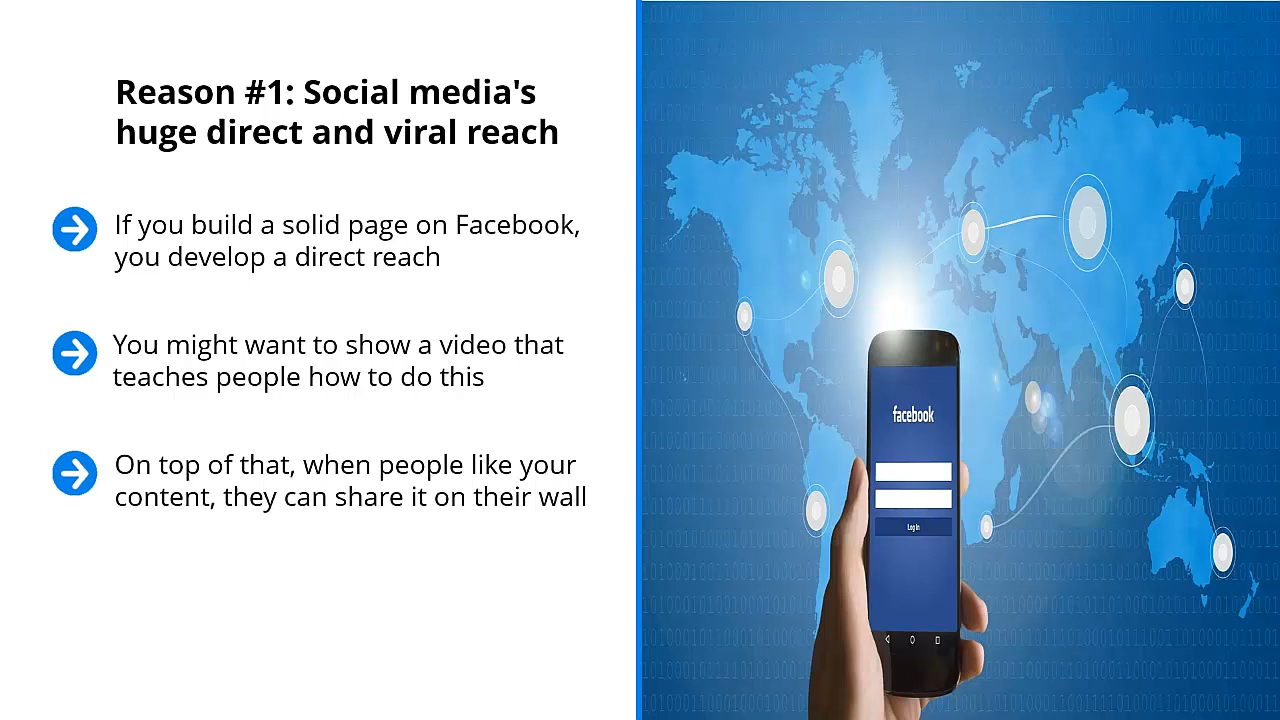 Reason #1: Social media's
huge direct and viral reach
If you build a solid page on Facebook,
you develop a direct reach
You might want to show a video that
teaches people how to do this
On top of that, when people like your
content, they can share it on their wall
facebook
Log In